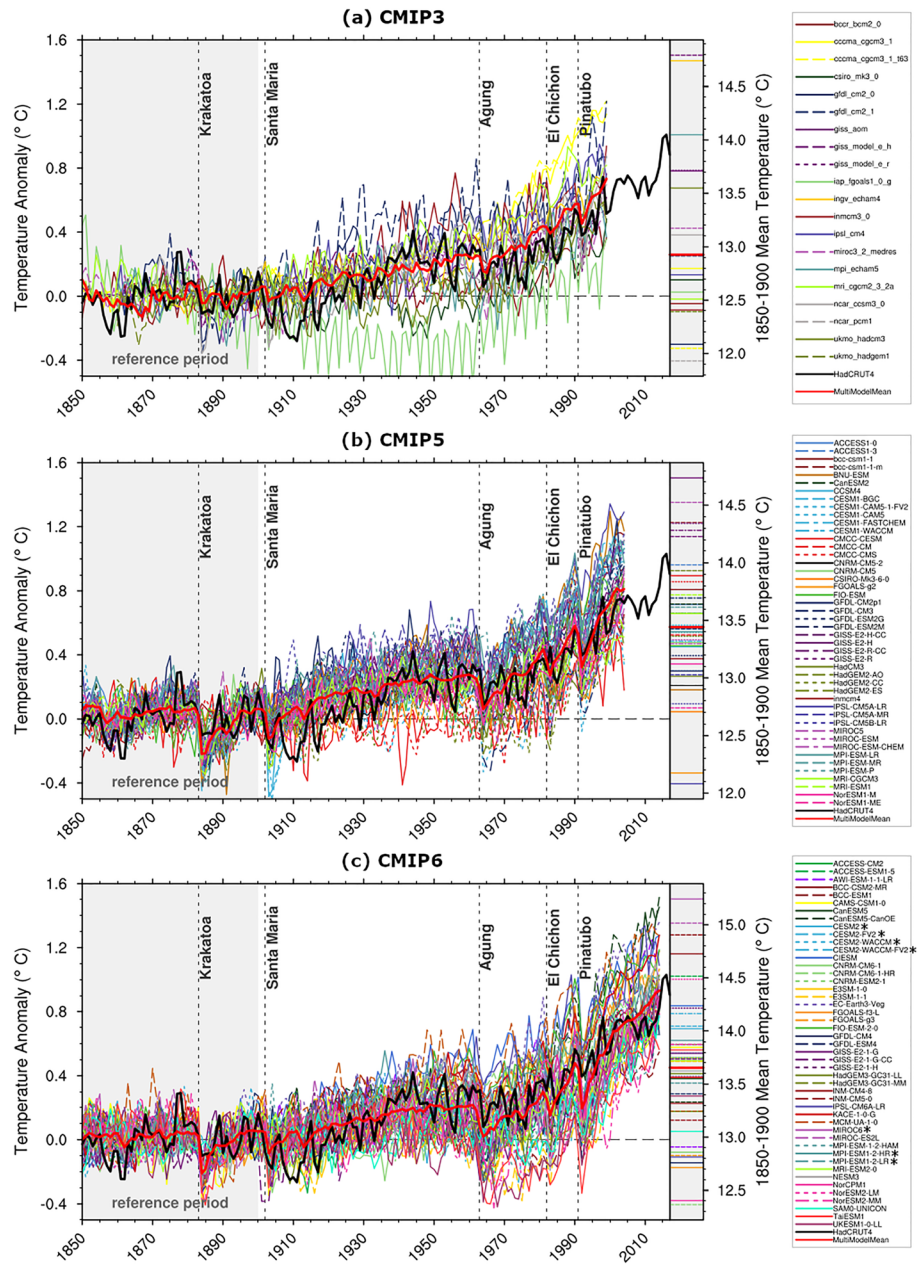 (a) CMIP3
Temperature Anomaly (° C)
1.6
1.2
0.8
0.4
0.0
-0.4
Krakatoa
Santa Maria
Agung
El Chichon
Pinatubo
reference period
1850
1870
1890
1910
1930
1950
1970
1990
2010
14.5
14.0
13.5
13.0
12.5
12.0
1850-1900 Mean Temperature (° C)
bccr_bcm2_0
cccma_cgcm3_1
cccma_cgcm3_1_t63
csiro_mk3_0
gfdl_cm2_0
gfdl_cm2_1
giss_aom
giss_model_e_h
giss_model_e_r
iap_fgoals1_0_g
ingv_echam4
inmcm3_0
ipsl_cm4
miroc3_2_medres
mpi_echam5
mri_cgcm2_3_2a
ncar_ccsm3_0
ncar_pcm1
ukmo_hadcm3
ukmo_hadgem1
HadCRUT4
MultiModelMean
(b) CMIP5
Temperature Anomaly (° C)
1.6
1.2
0.8
0.4
0.0
-0.4
Krakatoa
Santa Maria
Agung
El Chichon
Pinatubo
reference period
1850
1870
1890
1910
1930
1950
1970
1990
2010
14.5
14.0
13.5
13.0
12.5
12.0
1850-1900 Mean Temperature (° C)
ACCESS1-0
ACCESS1-3
bcc-csm1-1
bcc-csm1-1-m
BNU-ESM
CanESM2
CCSM4
CESM1-BGC
CESM1-CAM5-1-FV2
CESM1-CAM5
CESM1-FASTCHEM
CESM1-WACCM
CMCC-CESM
CMCC-CM
CMCC-CMS
CNRM-CM5-2
CNRM-CM5
CSIRO-Mk3-6-0
FGOALS-g2
FIO-ESM
GFDL-CM2p1
GFDL-CM3
GFDL-ESM2G
GFDL-ESM2M
GISS-E2-H-CC
GISS-E2-H
GISS-E2-R-CC
GISS-E2-R
HadCM3
HadGEM2-AO
HadGEM2-CC
HadGEM2-ES
inmcm4
IPSL-CM5A-LR
IPSL-CM5A-MR
IPSL-CM5B-LR
MIROC5
MIROC-ESM
MIROC-ESM-CHEM
MPI-ESM-LR
MPI-ESM-MR
MPI-ESM-P
MRI-CGCM3
MRI-ESM1
NorESM1-M
NorESM1-ME
HadCRUT4
MultiModelMean
(c) CMIP6
Temperature Anomaly (° C)
1.6
1.2
0.8
0.4
0.0
-0.4
Krakatoa
Santa Maria
Agung
El Chichon
Pinatubo
reference period
1850
1870
1890
1910
1930
1950
1970
1990
2010
15.0
14.5
14.0
13.5
13.0
12.5
1850-1900 Mean Temperature (° C)
ACCESS-CM2
ACCESS-ESM1-5
AWI-ESM-1-1-LR
BCC-CSM2-MR
BCC-ESM1
CAMS-CSM1-0
CanESM5
CanESM5-CanOE
CESM2*
CESM2-FV2*
CESM2-WACCM*
CESM2-WACCM-FV2*
CIESM
CNRM-CM6-1
CNRM-CM6-1-HR
CNRM-ESM2-1
E3SM-1-0
E3SM-1-1
EC-Earth3-Veg
FGOALS-f3-L
FGOALS-g3
FIO-ESM-2-0
GFDL-CM4
GFDL-ESM4
GISS-E2-1-G
GISS-E2-1-G-CC
GISS-E2-1-H
HadGEM3-GC31-LL
HadGEM3-GC31-MM
INM-CM4-8
INM-CM5-0
IPSL-CM6A-LR
KACE-1-0-G
MCM-UA-1-0
MIROC6*
MIROC-ES2L
MPI-ESM-1-2-HAM
MPI-ESM1-2-HR*
MPI-ESM1-2-LR*
MRI-ESM2-0
NESM3
NorCPM1
NorESM2-LM
NorESM2-MM
SAM0-UNICON
TaiESM1
UKESM1-0-LL
HadCRUT4
MultiModelMean